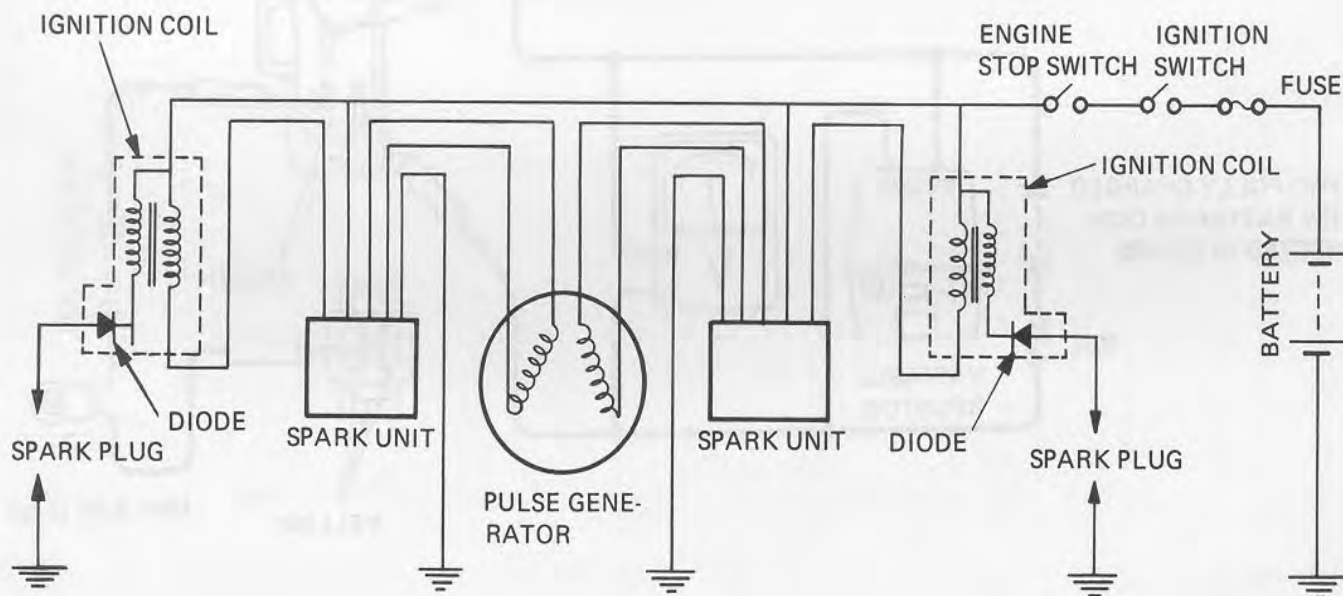 IGNITION COIL
ENGINE
STOP SWITCH
IGNITION
SWITCH
FUSE
IGNITION COIL
BATTERY
DIODE
SPARK PLUG
SPARK UNIT
PULSE GENE-
RATOR
SPARK UNIT
DIODE
SPARK PLUG
YELLOW